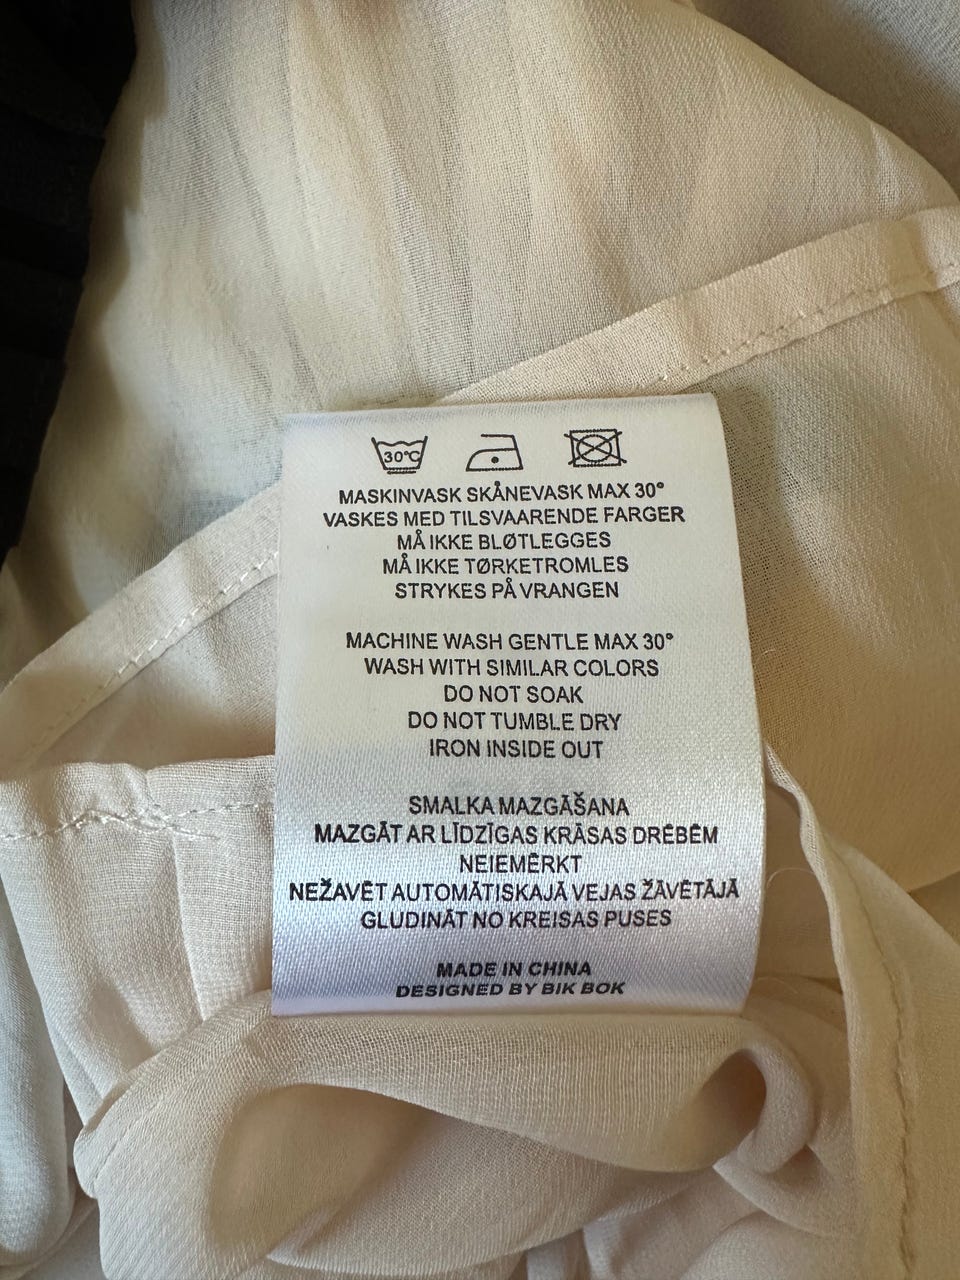 30°C
MASKINVASK SKÅNEVASK MAX 30°
VASKES MED TILSVAARENDE FARGER
MÅ IKKE BLØTLEGGES
MÅ IKKE TØRKETROMLES
STRYKES PÅ VRANGEN
MACHINE WASH GENTLE MAX 30°
WASH WITH SIMILAR COLORS
DO NOT SOAK
DO NOT TUMBLE DRY
IRON INSIDE OUT
SMALKA MAZGĀŠANA
MAZGĀT AR LĪDZĪGAS KRĀSAS DRĒBĒM
NEIEMĒRKT
NEŽAVĒT AUTOMĀTISKAJĀ VEJAS ŽĀVĒTĀJĀ
GLUDINĀT NO KREISAS PUSES
MADE IN CHINA
DESIGNED BY BIK BOK